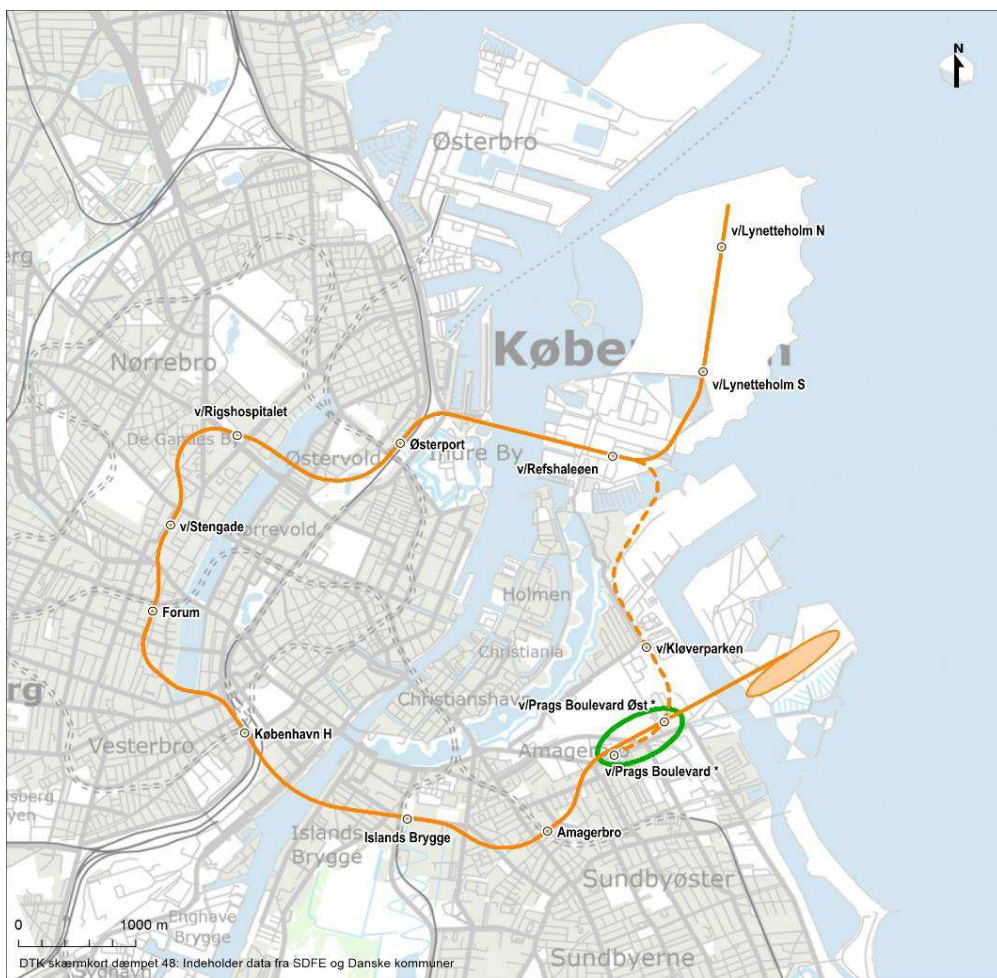 N
Østerbro
v/Lynetteholm N
Køben
n
Nørrebro
v/Lynetteholm S
v/Rigshospitalet
De Gamles By
Østerport
Østervold
Indre By
v/Refshaleøen
v/Stengade
Nørrevold
Holmen
Forum
v/Kløverparken
Christiania
Christianshavn
v/Prags Boulevard Øst *
København H
Vesterbro
Amagerbro
v/Prags Boulevard *
Islands Brygge
Amagerbro
Islands
Brygge
Sundbyøster
0 1000 m
Enghave
Brygge
Sundbyerne
DTK skærmkort dæmpet 48: Indeholder data fra SDFE og Danske kommuner
Sydhavn